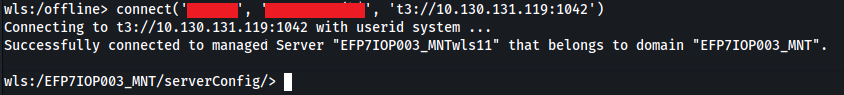 wls:/offline> connect('', '', 't3://10.130.131.119:1042')
Connecting to t3://10.130.131.119:1042 with userid system ...
Successfully connected to managed Server "EFP7IOP003_MNTwls11" that belongs to domain "EFP7IOP003_MNT".
wls:/EFP7IOP003_MNT/serverConfig/>